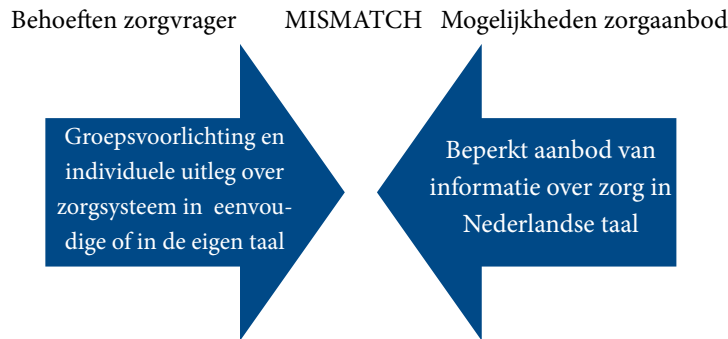 Behoeften zorgvrager MISMATCH Mogelijkheden zorgaanbod
Groepsvoorlichting en
individuele uitleg over
zorgsysteem in eenvou-
dige of in de eigen taal
Beperkt aanbod van
informatie over zorg in
Nederlandse taal